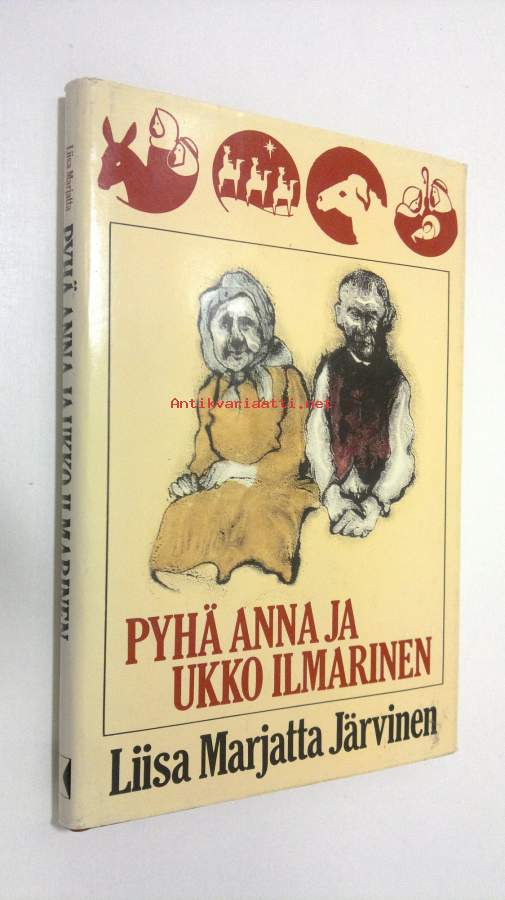 Liisa Marjatta
PYHÄ ANNA JA UKKO ILMARINEN
Antikvariaatti.net
PYHÄ ANNA JA
UKKO ILMARINEN
Liisa Marjatta Järvinen